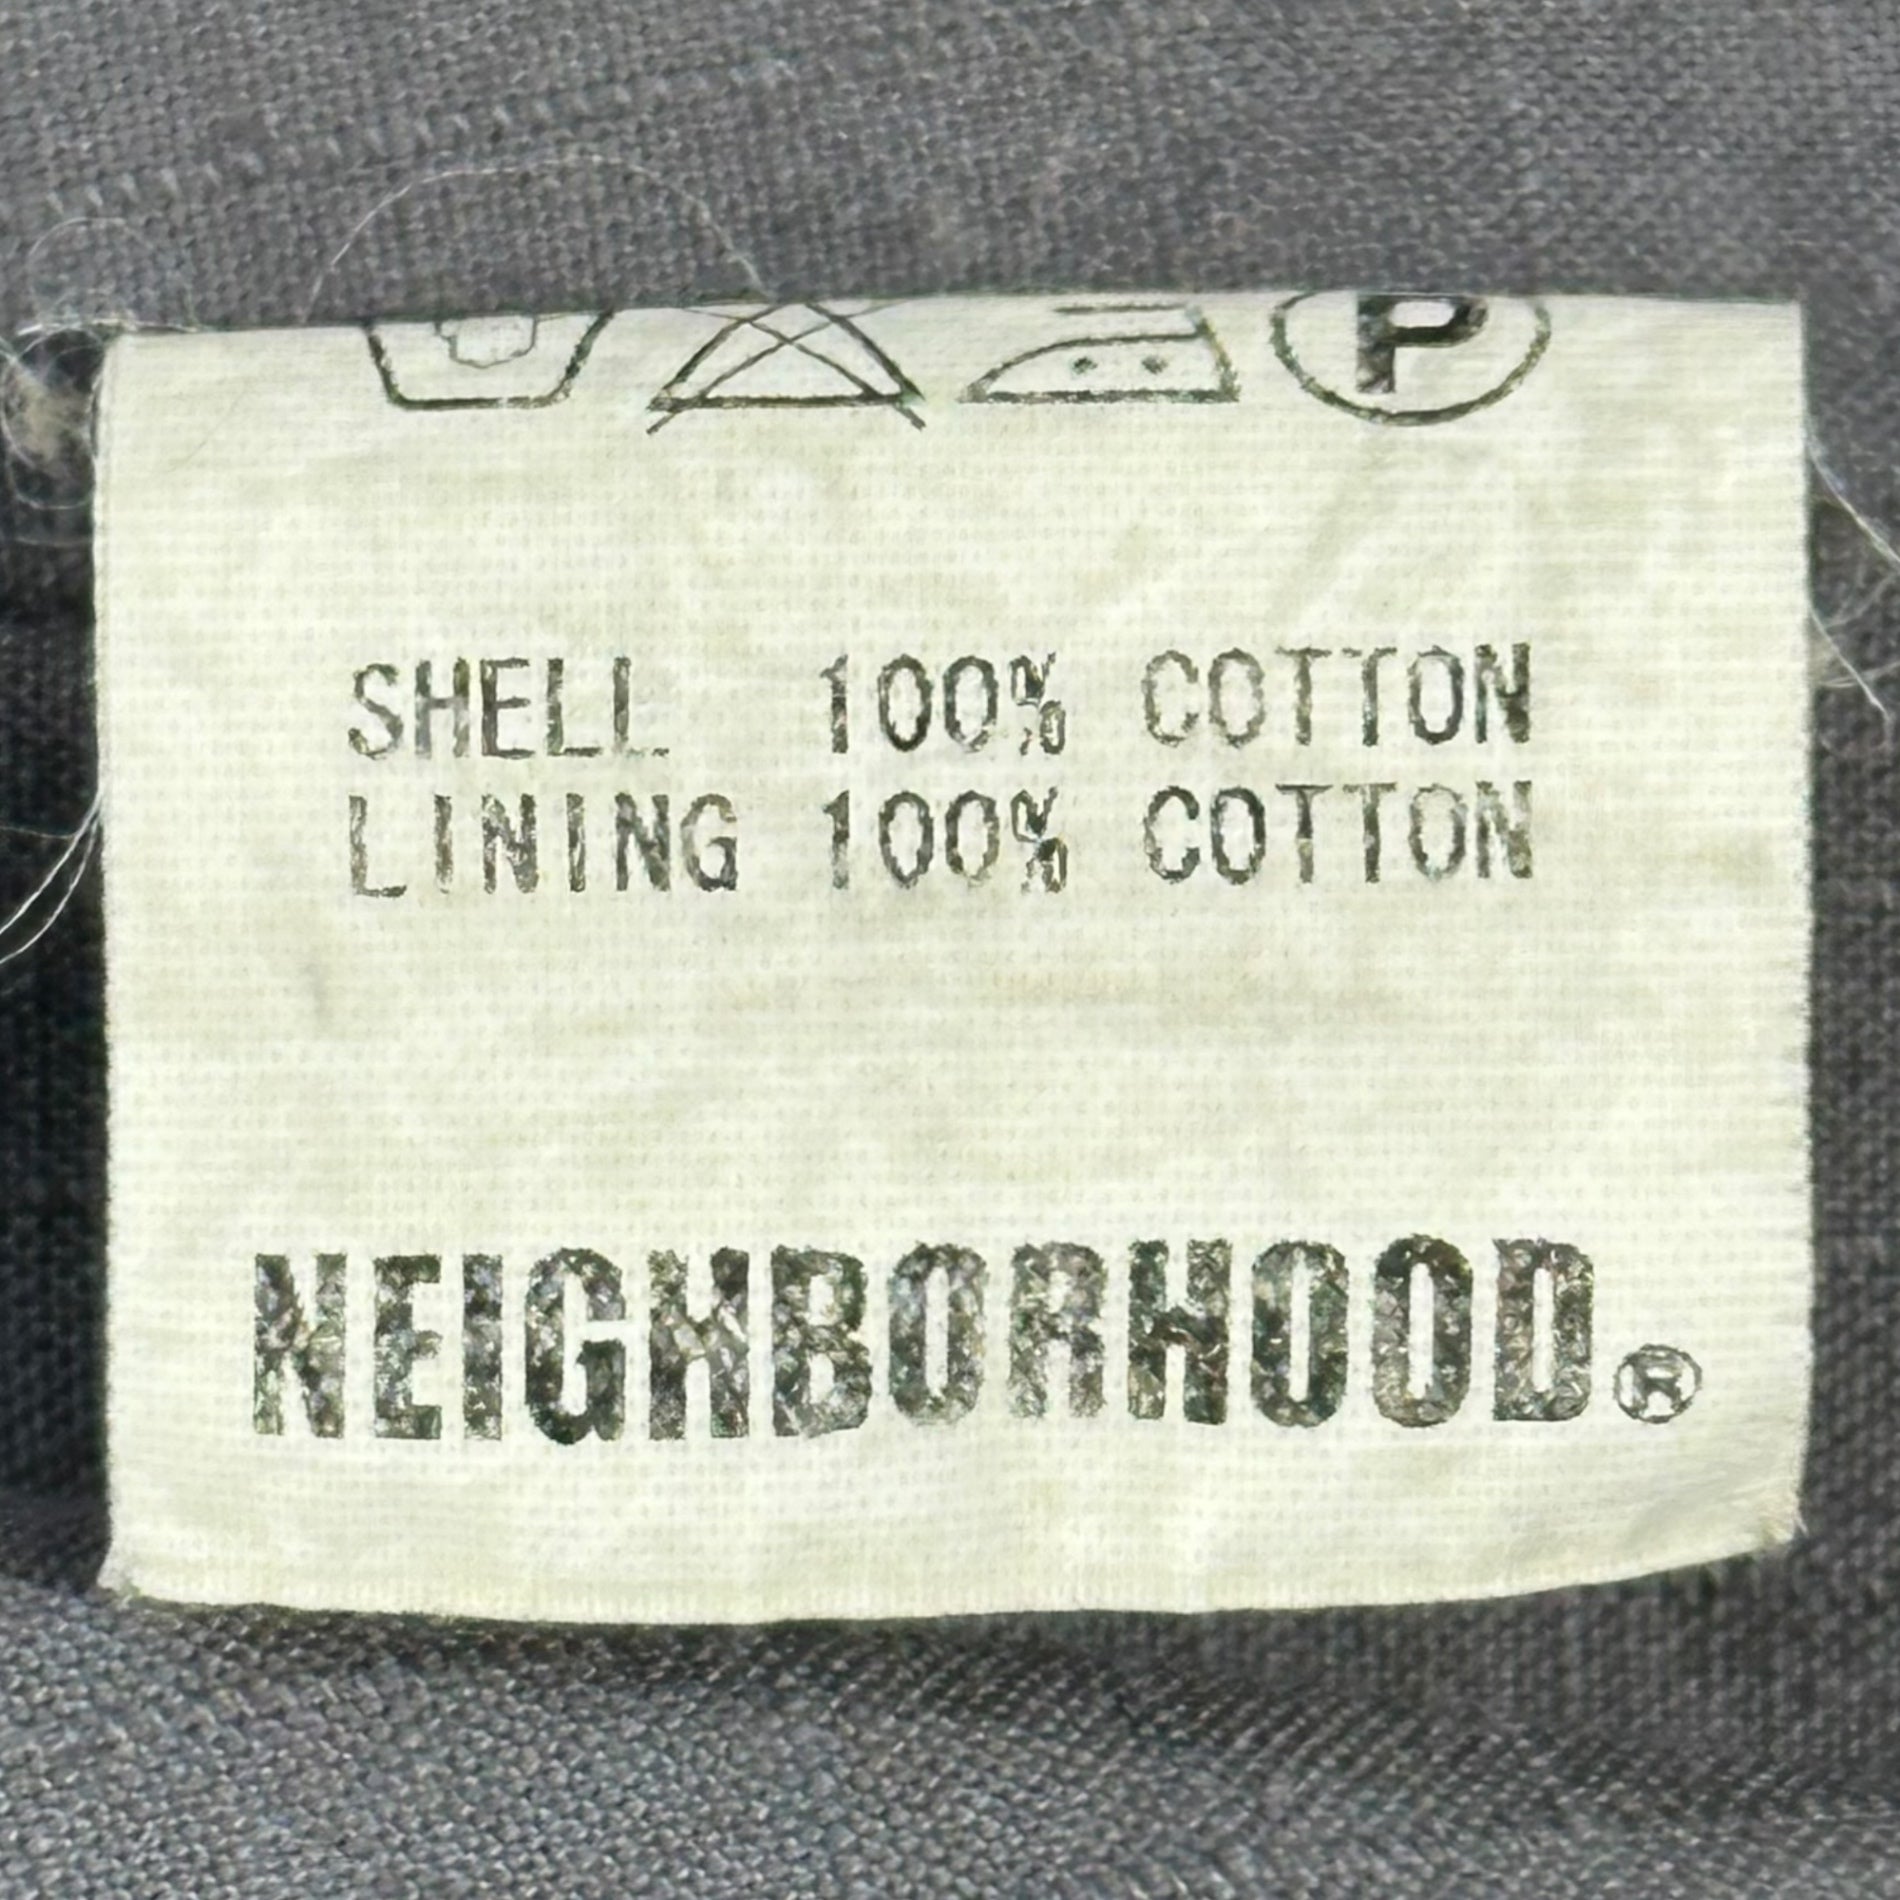 P
SHELL 100% COTTON
LINING 100% COTTON
NEIGHBORHOOD®